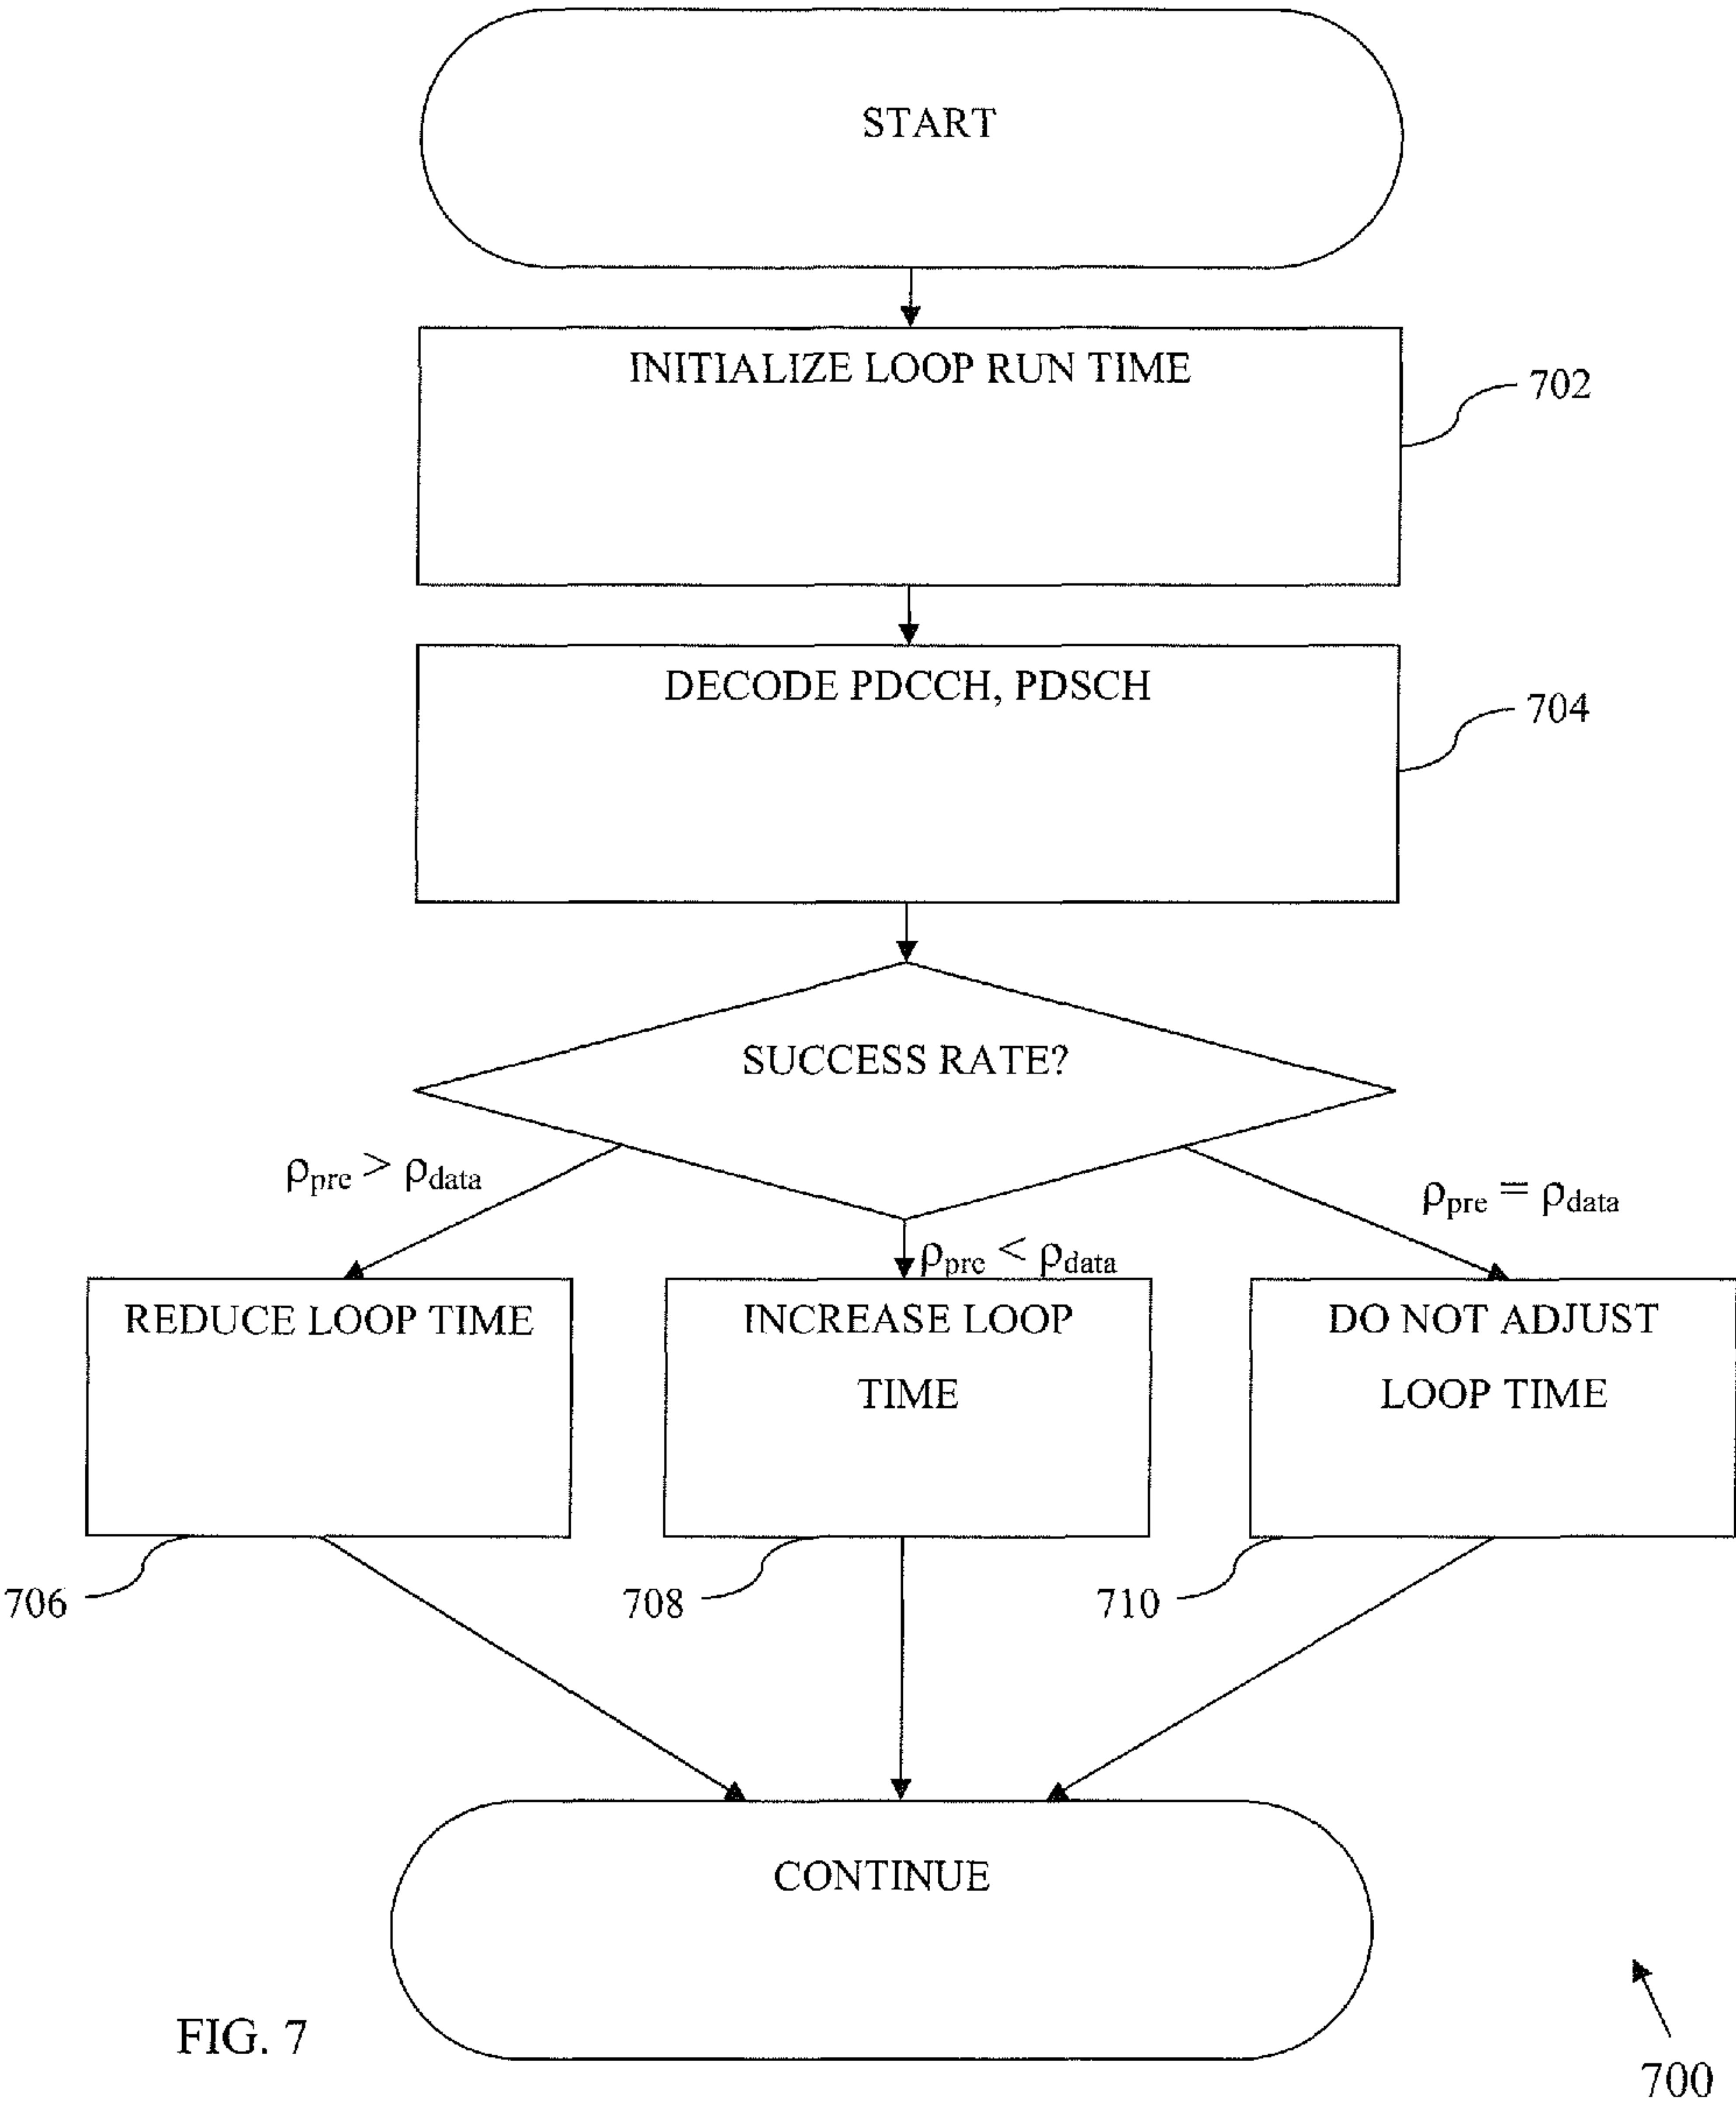 START
INITIALIZE LOOP RUN TIME
702
DECODE PDCCH, PDSCH
704
SUCCESS RATE?
ρpre > ρdata
ρpre < ρdata
ρpre = ρdata
REDUCE LOOP TIME
INCREASE LOOP
TIME
DO NOT ADJUST
LOOP TIME
706
708
710
CONTINUE
FIG. 7
700